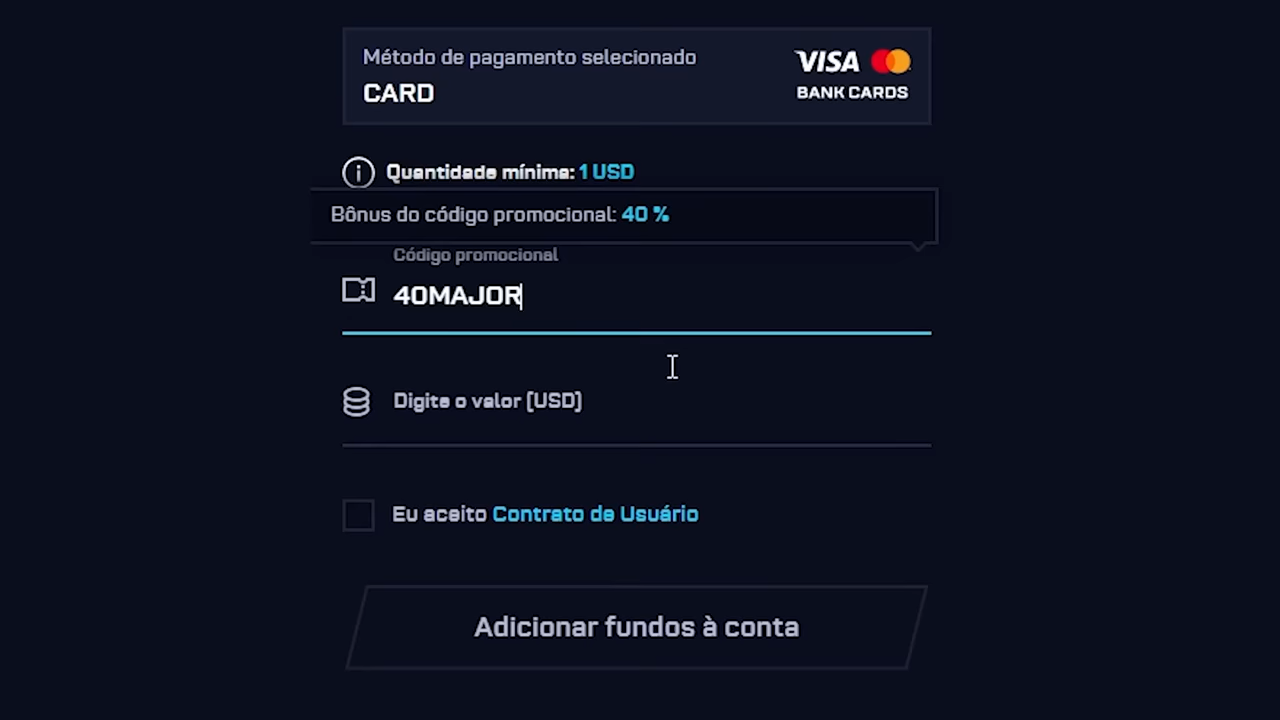 Método de pagamento selecionado
CARD
VISA
BANK CARDS
Quantidade mínima: 1 USD
Bônus do código promocional: 40 %
Código promocional
40MAJOR
Digite o valor [USD]
Eu aceito Contrato de Usuário
Adicionar fundos à conta